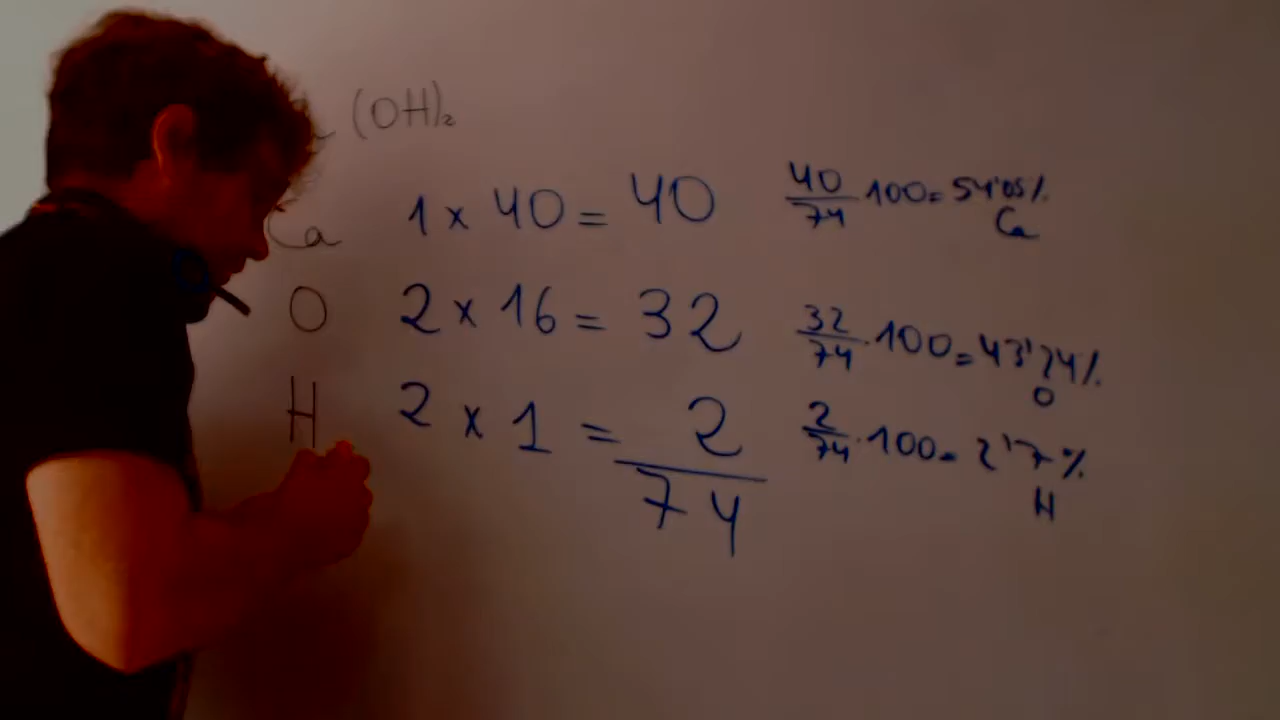 (OH)₂
Ca 1 x 40 = 40 40/74 · 100 = 54'05% Ca
O 2 x 16 = 32 32/74 · 100 = 43'24% O
H 2 x 1 = 2 2/74 · 100 = 2'7% H
74